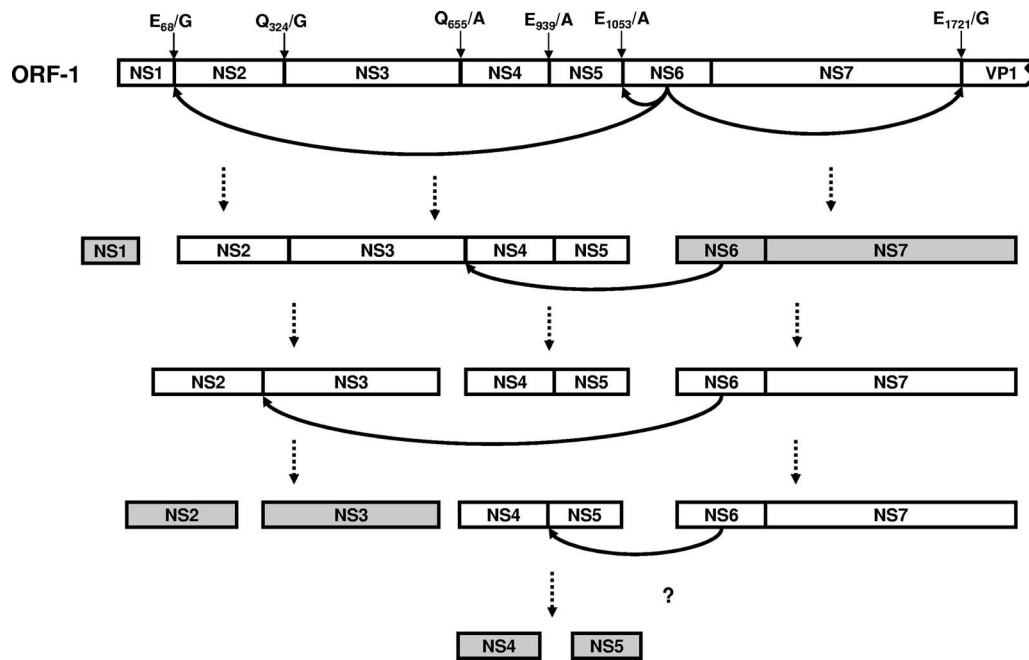 E68/G Q324/G Q655/A E939/A E1053/A E1721/G
ORF-1 NS1 NS2 NS3 NS4 NS5 NS6 NS7 VP1
NS1 NS2 NS3 NS4 NS5 NS6 NS7
NS2 NS3 NS4 NS5 NS6 NS7
NS2 NS3 NS4 NS5 NS6 NS7
?
NS4 NS5